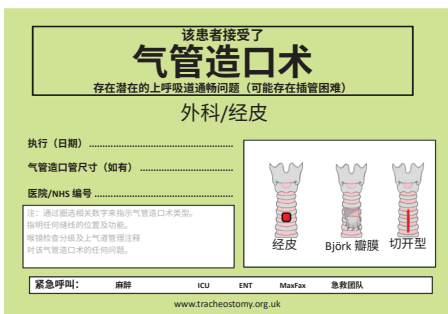 该患者接受了
气管造口术
存在潜在的上呼吸道通畅问题（可能存在插管困难）
外科/经皮
执行（日期）
气管造口管尺寸（如有）
医院/NHS 编号
注：通过圈选相关数字来指示气管造口术类型。
指明任何缝线的位置及功能。
喉镜检查分级及上气道管理注释
对该气管造口术的任何问题。
经皮 Björk 瓣膜 切开型
紧急呼叫： 麻醉 ICU ENT MaxFax 急救团队
www.tracheostomy.org.uk